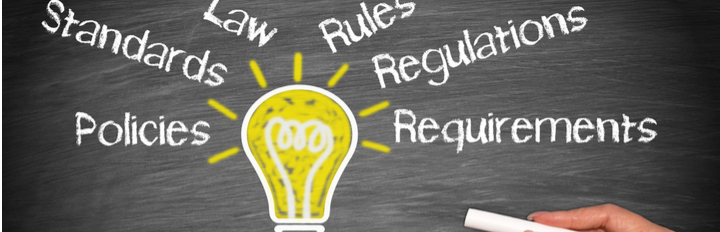 Standards
Law
Rules
Regulations
Policies
Requirements